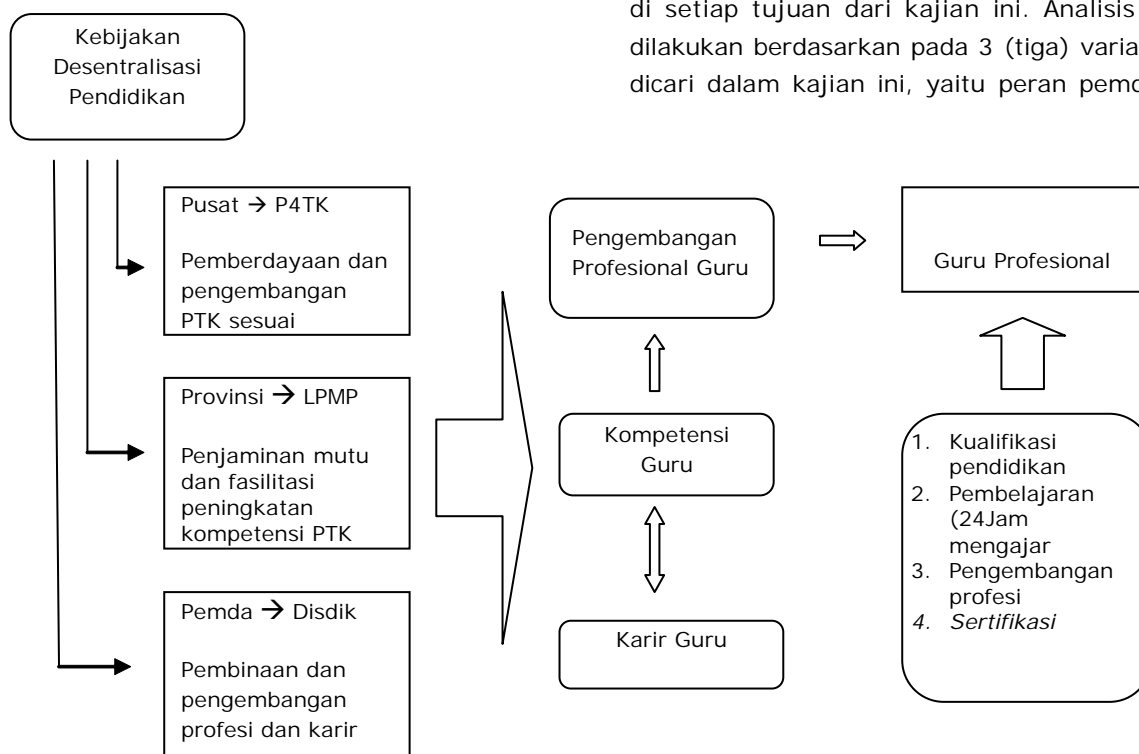 di setiap tujuan dari kajian ini. Analisis
dilakukan berdasarkan pada 3 (tiga)
dicari dalam kajian ini, yaitu peran
Kebijakan
Desentralisasi
Pendidikan
Pusat → P4TK
Pemberdayaan dan
pengembangan
PTK sesuai
Provinsi → LPMP
Penjaminan mutu
dan fasilitasi
peningkatan
kompetensi PTK
Pemda → Disdik
Pembinaan dan
pengembangan
profesi dan karir
Pengembangan
Profesional Guru
Kompetensi
Guru
Karir Guru
Guru Profesional
1. Kualifikasi
pendidikan
2. Pembelajaran
(24Jam
mengajar
3. Pengembangan
profesi
4. Sertifikasi